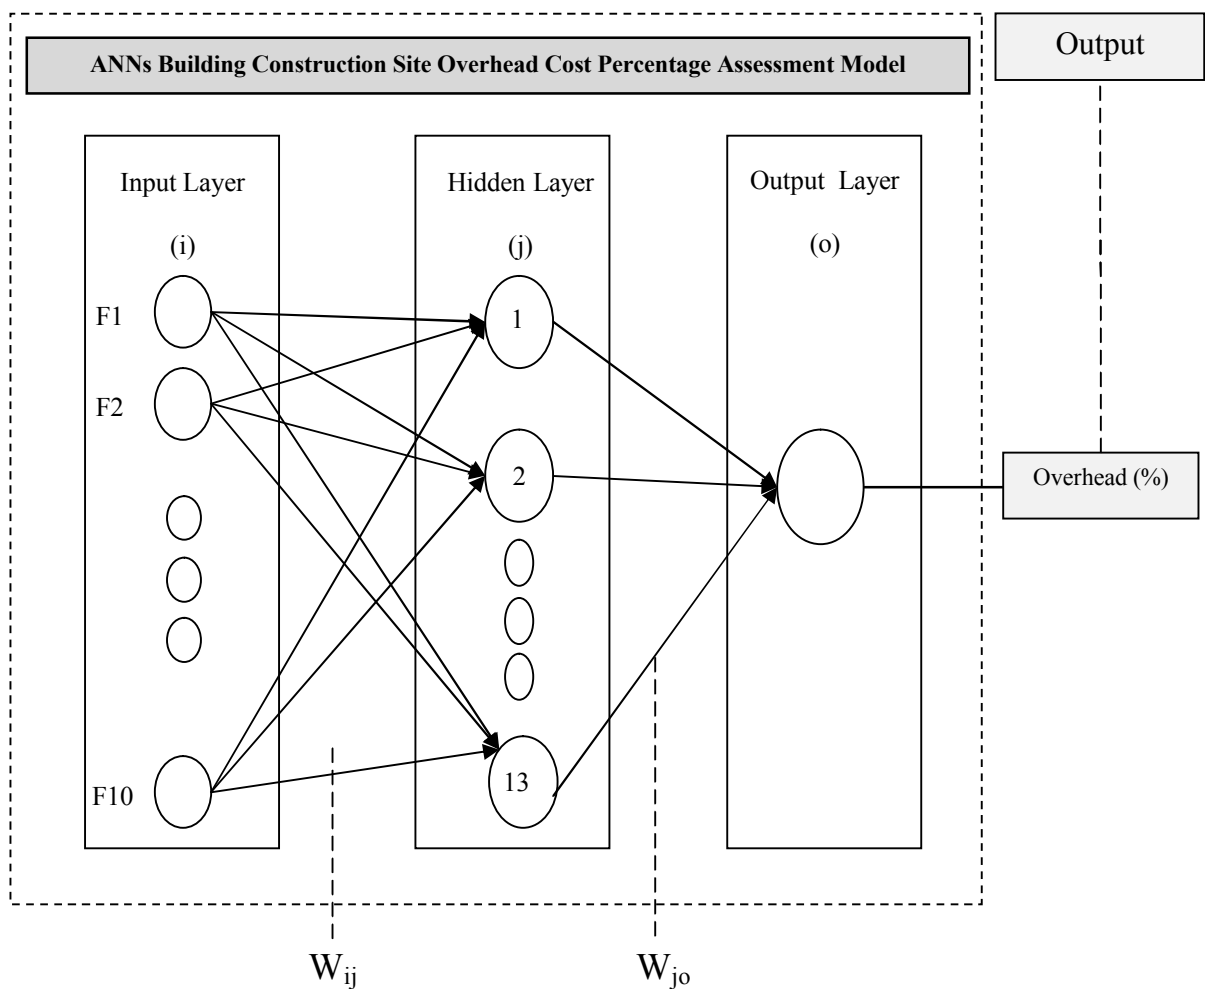 Output
ANNs Building Construction Site Overhead Cost Percentage Assessment Model
Input Layer
Hidden Layer
Output Layer
(i)
(j)
(o)
F1
1
F2
2
Overhead (%)
F10
13
Wij
Wjo